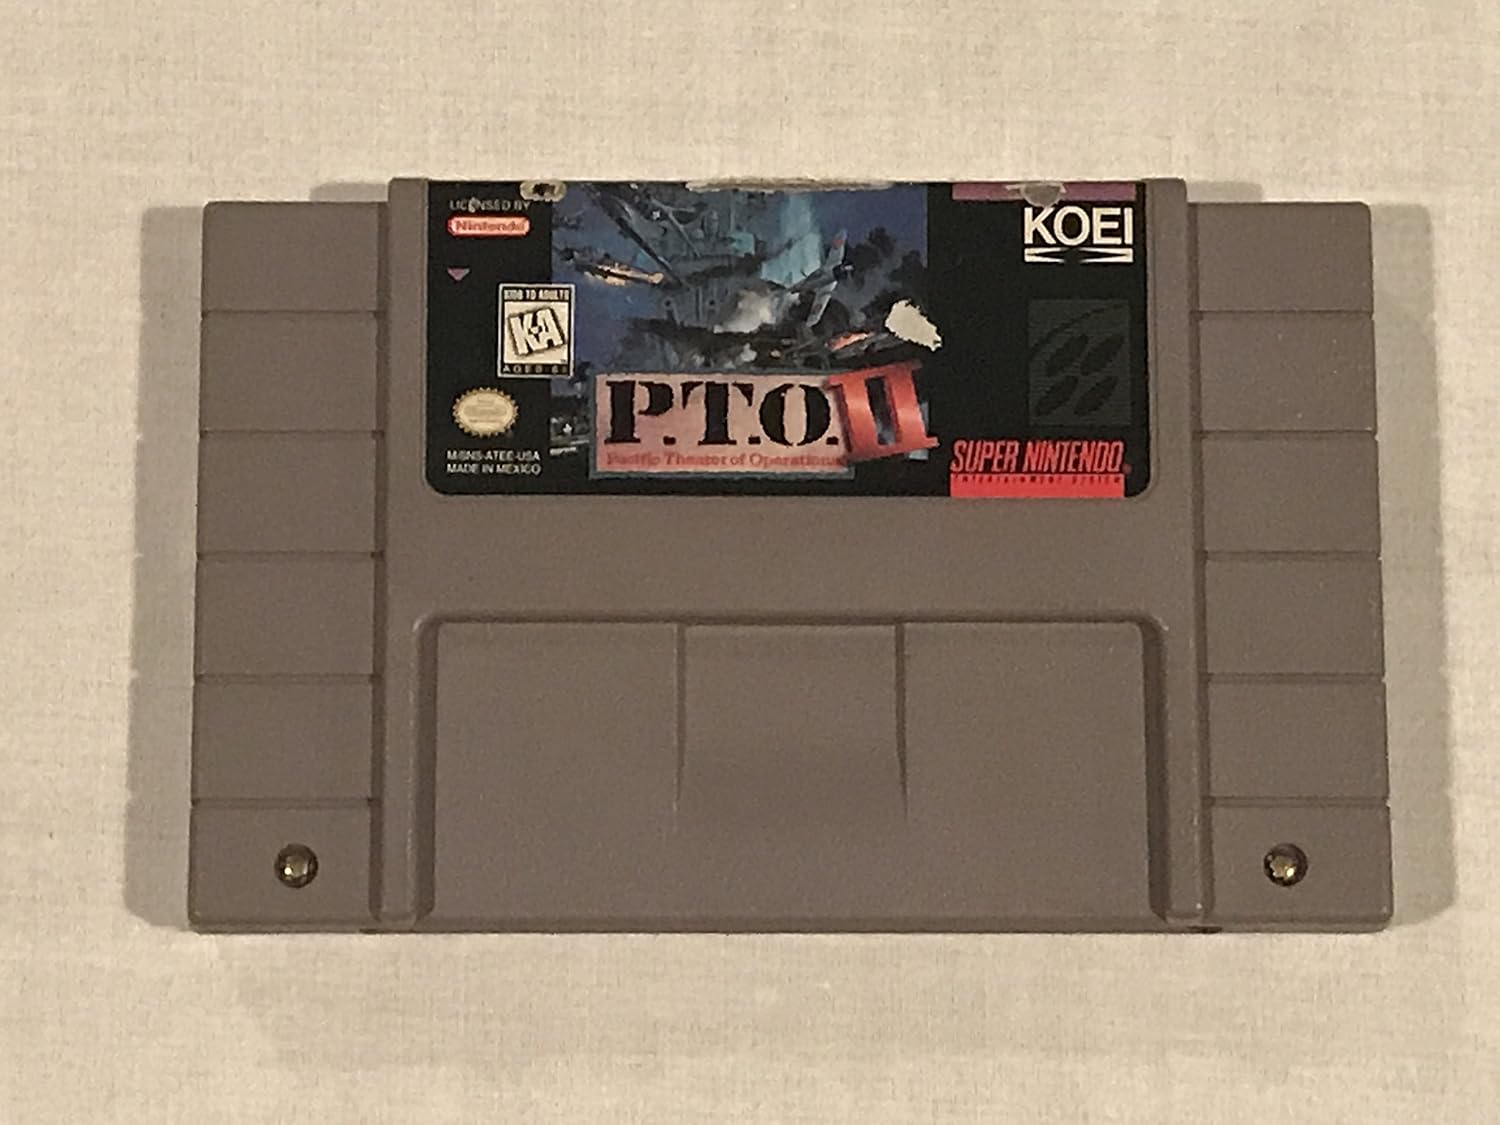 LICENSED BY
Nintendo
KOEI
KIDS TO ADULTS
K-A
AGED 6+
P.T.O. II
Pacific Theater of Operations
M/SNS-ATEE-USA
MADE IN MEXICO
SUPER NINTENDO
ENTERTAINMENT SYSTEM